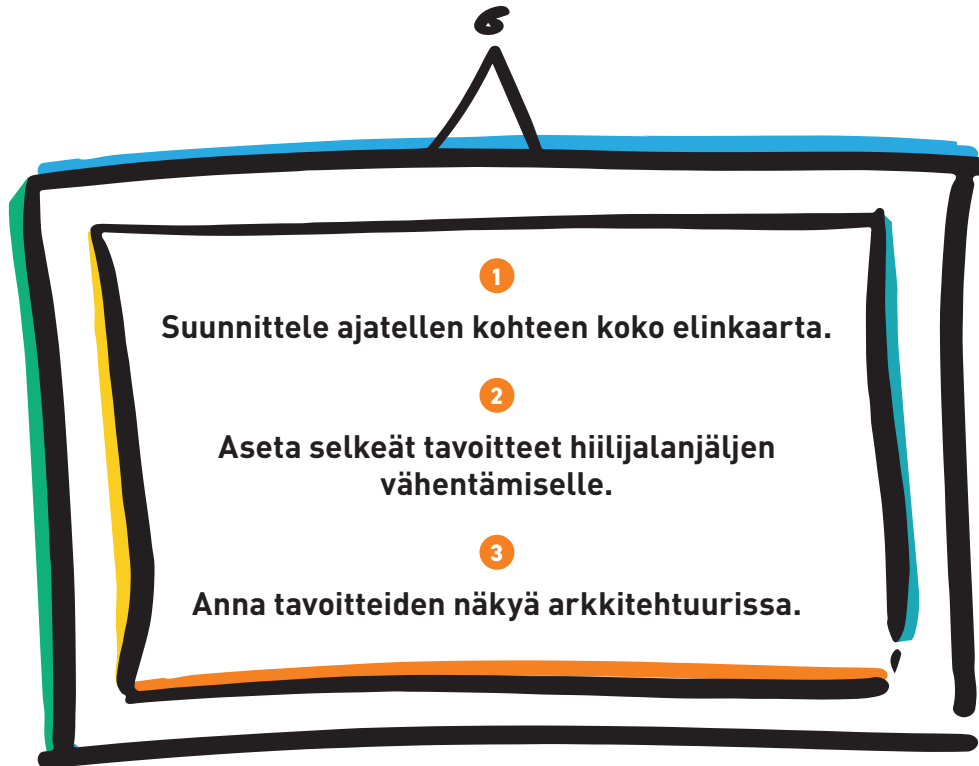 1
Suunnittele ajatellen kohteen koko elinkaarta.
2
Aseta selkeät tavoitteet hiilijalanjäljen
vähentämiselle.
3
Anna tavoitteiden näkyä arkkitehtuurissa.